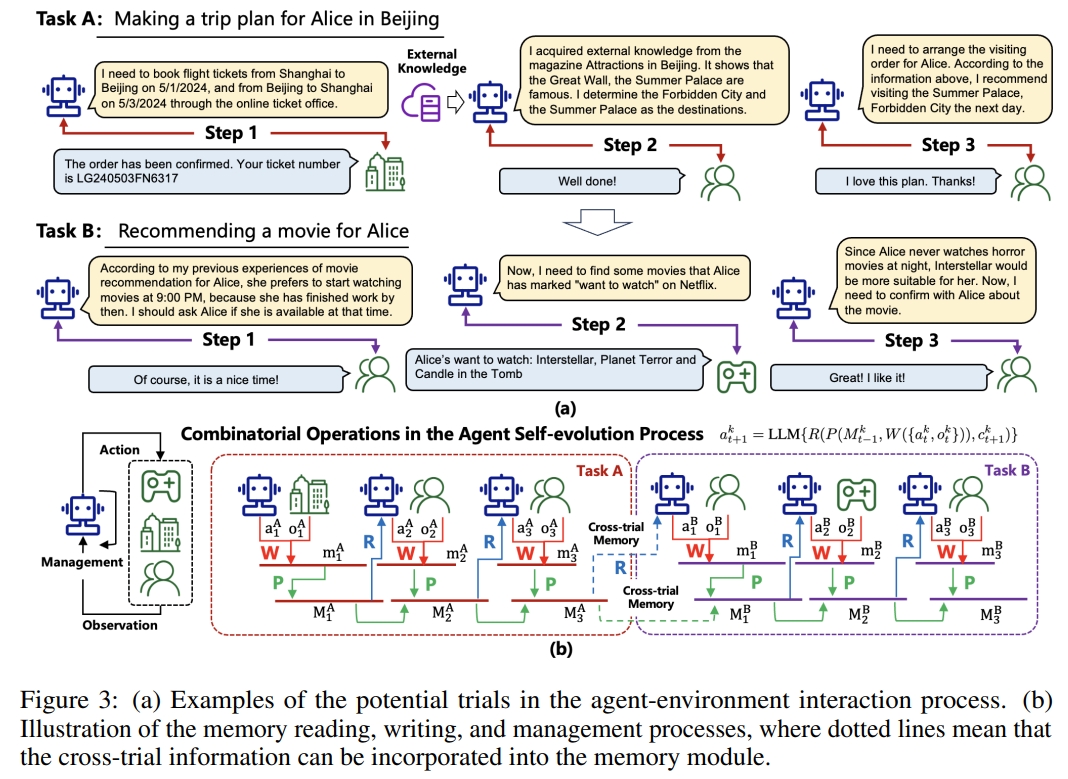 Task A: Making a trip plan for Alice in Beijing
I need to book flight tickets from Shanghai to
Beijing on 5/1/2024, and from Beijing to Shanghai
on 5/3/2024 through the online ticket office.
Step 1
The order has been confirmed. Your ticket number
is LG240503FN6317
External
Knowledge
I acquired external knowledge from the
magazine Attractions in Beijing. It shows that
the Great Wall, the Summer Palace are
famous. I determine the Forbidden City and
the Summer Palace as the destinations.
Step 2
Well done!
I need to arrange the visiting
order for Alice. According to the
information above, I recommend
visiting the Summer Palace,
Forbidden City the next day.
Step 3
I love this plan. Thanks!
Task B: Recommending a movie for Alice
According to my previous experiences of movie
recommendation for Alice, she prefers to start watching
movies at 9:00 PM, because she has finished work by
then. I should ask Alice if she is available at that time.
Step 1
Of course, it is a nice time!
Now, I need to find some movies that Alice
has marked "want to watch" on Netflix.
Step 2
Alice's want to watch: Interstellar, Planet Terror and
Candle in the Tomb
Since Alice never watches horror
movies at night, Interstellar would
be more suitable for her. Now, I
need to confirm with Alice about
the movie.
Step 3
Great! I like it!
(a)
Combinatorial Operations in the Agent Self-evolution Process $a_{t+1}^k = \mathrm{LLM}\{R(P(M_{t-1}^k, W(\{a_t^k, o_t^k\})), c_{t+1}^k)\}$
Action
Management
Observation
Task A
$a_1^A$ $o_1^A$ $a_2^A$ $o_2^A$ $a_3^A$ $o_3^A$
W $m_1^A$ R W $m_2^A$ R W $m_3^A$
P P P
$M_1^A$ $M_2^A$ $M_3^A$
Cross-trial
Memory
R
Cross-trial
Memory
Task B
$a_1^B$ $o_1^B$ $a_2^B$ $o_2^B$ $a_3^B$ $o_3^B$
W $m_1^B$ R W $m_2^B$ R W $m_3^B$
P P P
$M_1^B$ $M_2^B$ $M_3^B$
(b)
Figure 3: (a) Examples of the potential trials in the agent-environment interaction process. (b)
Illustration of the memory reading, writing, and management processes, where dotted lines mean that
the cross-trial information can be incorporated into the memory module.